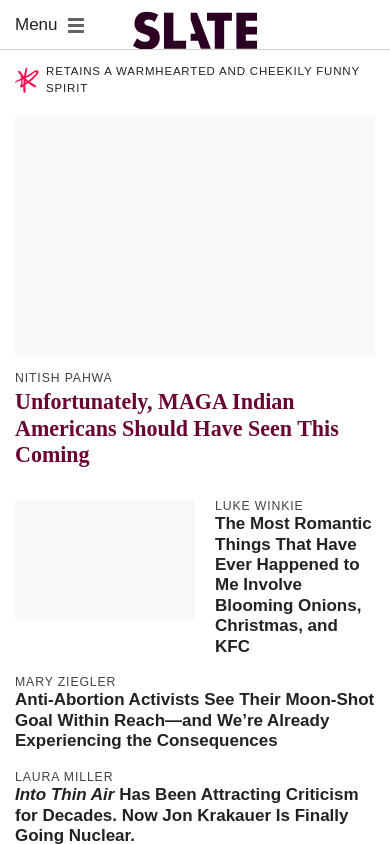 Menu
SLATE
RETAINS A WARMHEARTED AND CHEEKILY FUNNY
SPIRIT
NITISH PAHWA
Unfortunately, MAGA Indian
Americans Should Have Seen This
Coming
LUKE WINKIE
The Most Romantic
Things That Have
Ever Happened to
Me Involve
Blooming Onions,
Christmas, and
KFC
MARY ZIEGLER
Anti-Abortion Activists See Their Moon-Shot
Goal Within Reach—and We’re Already
Experiencing the Consequences
LAURA MILLER
Into Thin Air Has Been Attracting Criticism
for Decades. Now Jon Krakauer Is Finally
Going Nuclear.